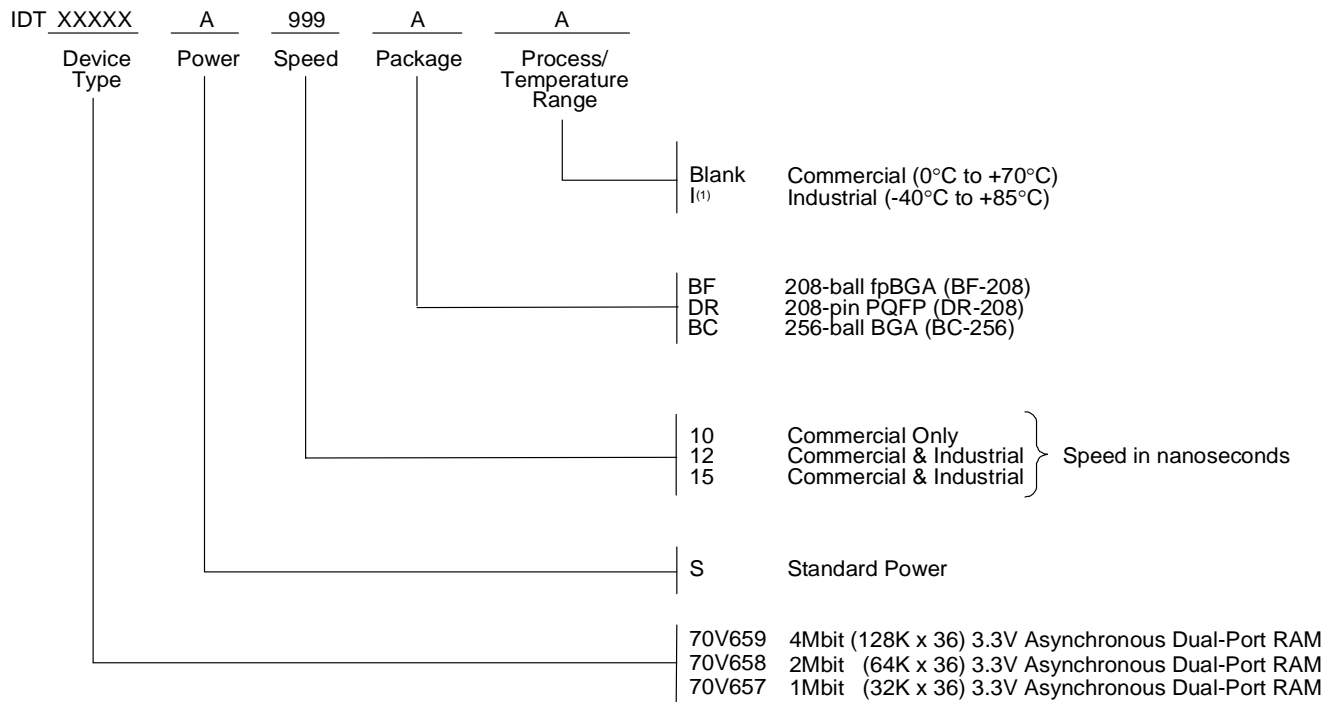 IDT XXXXX A 999 A A
Device Type Power Speed Package Process/ Temperature Range
Blank Commercial (0°C to +70°C)
I(1) Industrial (-40°C to +85°C)
BF 208-ball fpBGA (BF-208)
DR 208-pin PQFP (DR-208)
BC 256-ball BGA (BC-256)
10 Commercial Only
12 Commercial & Industrial
15 Commercial & Industrial
Speed in nanoseconds
S Standard Power
70V659 4Mbit (128K x 36) 3.3V Asynchronous Dual-Port RAM
70V658 2Mbit (64K x 36) 3.3V Asynchronous Dual-Port RAM
70V657 1Mbit (32K x 36) 3.3V Asynchronous Dual-Port RAM